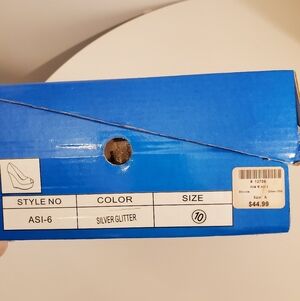 STYLE NO COLOR SIZE
ASI-6 SILVER GLITTER 10
$44.99